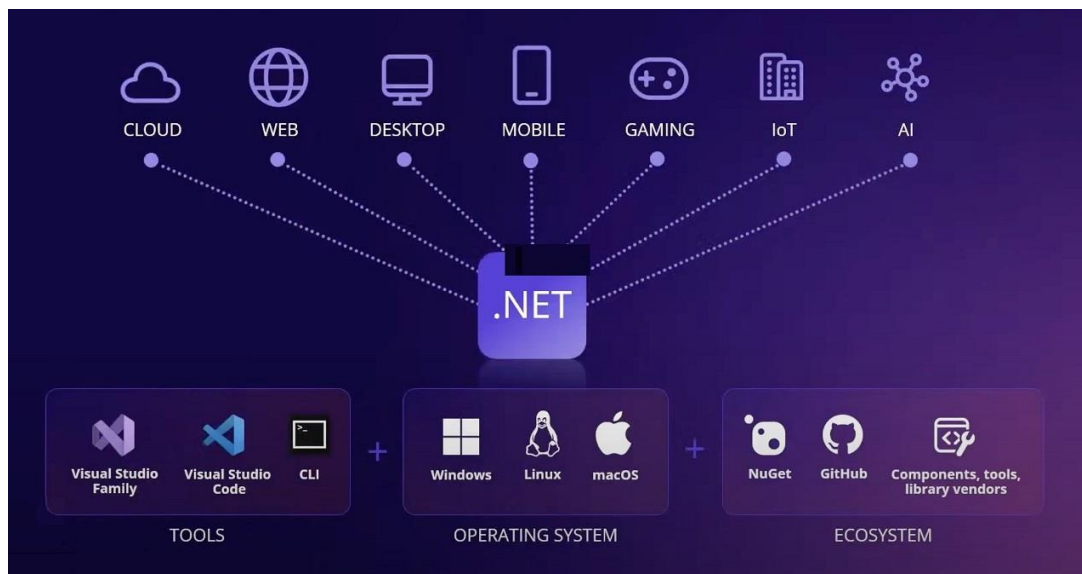 CLOUD
WEB
DESKTOP
MOBILE
GAMING
IoT
AI
.NET
>_
Visual Studio
Family
Visual Studio
Code
CLI
Windows
Linux
macOS
NuGet
GitHub
Components, tools,
library vendors
TOOLS
+
OPERATING SYSTEM
+
ECOSYSTEM